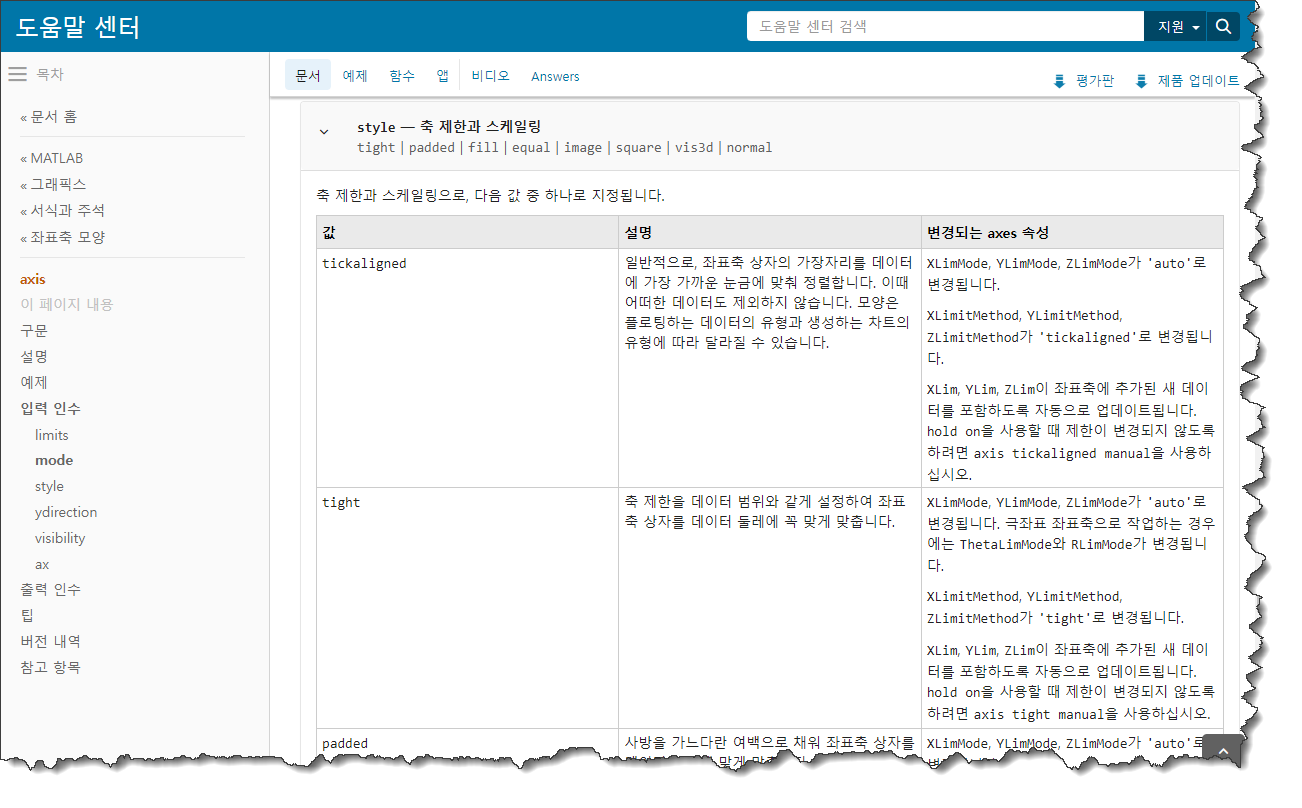 도움말 센터
도움말 센터 검색
지원
목차
« 문서 홈
« MATLAB
« 그래픽스
« 서식과 주석
« 좌표축 모양
axis
이 페이지 내용
구문
설명
예제
입력 인수
limits
mode
style
ydirection
visibility
ax
출력 인수
팁
버전 내역
참고 항목
문서 예제 함수 앱 비디오 Answers
평가판 제품 업데이트
style — 축 제한과 스케일링
tight | padded | fill | equal | image | square | vis3d | normal
축 제한과 스케일링으로, 다음 값 중 하나로 지정됩니다.
값 설명 변경되는 axes 속성
tickaligned
일반적으로, 좌표축 상자의 가장자리를 데이터
에 가장 가까운 눈금에 맞춰 정렬합니다. 이때
어떠한 데이터도 제외하지 않습니다. 모양은
플로팅하는 데이터의 유형과 생성하는 차트의
유형에 따라 달라질 수 있습니다.
XLimMode, YLimMode, ZLimMode가 'auto'로
변경됩니다.
XLimitMethod, YLimitMethod,
ZLimitMethod가 'tickaligned'로 변경됩니
다.
XLim, YLim, ZLim이 좌표축에 추가된 새 데이
터를 포함하도록 자동으로 업데이트됩니다.
hold on을 사용할 때 제한이 변경되지 않도록
하려면 axis tickaligned manual을 사용하
십시오.
tight
축 제한을 데이터 범위와 같게 설정하여 좌표
축 상자를 데이터 둘레에 꼭 맞게 맞춥니다.
XLimMode, YLimMode, ZLimMode가 'auto'로
변경됩니다. 극좌표 좌표축으로 작업하는 경우
에는 ThetaLimMode와 RLimMode가 변경됩니
다.
XLimitMethod, YLimitMethod,
ZLimitMethod가 'tight'로 변경됩니다.
XLim, YLim, ZLim이 좌표축에 추가된 새 데이
터를 포함하도록 자동으로 업데이트됩니다.
hold on을 사용할 때 제한이 변경되지 않도록
하려면 axis tight manual을 사용하십시오.
padded
사방을 가느다란 여백으로 채워 좌표축 상자를
맞게
XLimMode, YLimMode, ZLimMode가 'auto'로